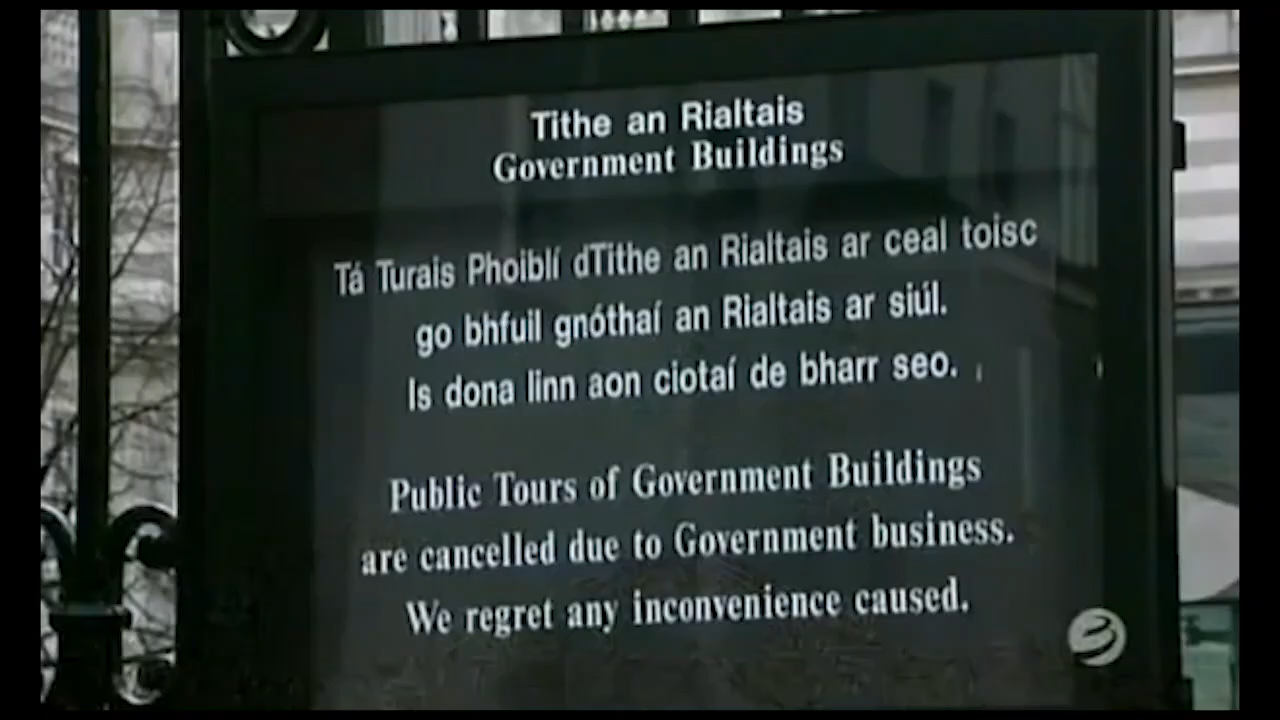 Tithe an Rialtais
Government Buildings
Tá Turais Phoiblí dTithe an Rialtais ar ceal toisc
go bhfuil gnóthaí an Rialtais ar siúl.
Is dona linn aon ciotaí de bharr seo.
Public Tours of Government Buildings
are cancelled due to Government business.
We regret any inconvenience caused.